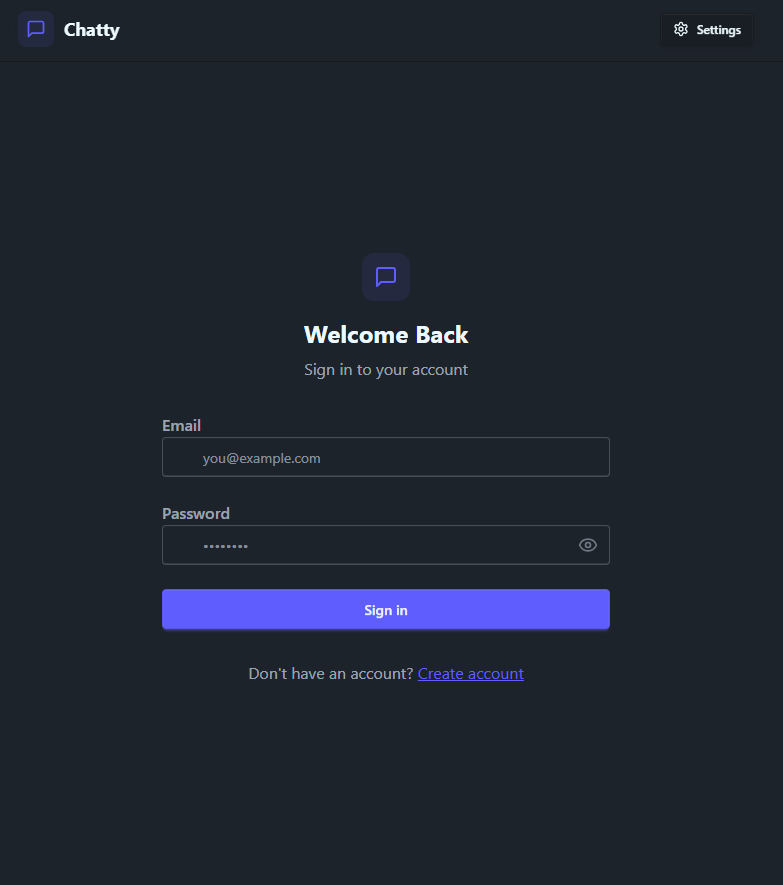 Chatty
Settings
Welcome Back
Sign in to your account
Email
you@example.com
Password
••••••••
Sign in
Don't have an account? Create account